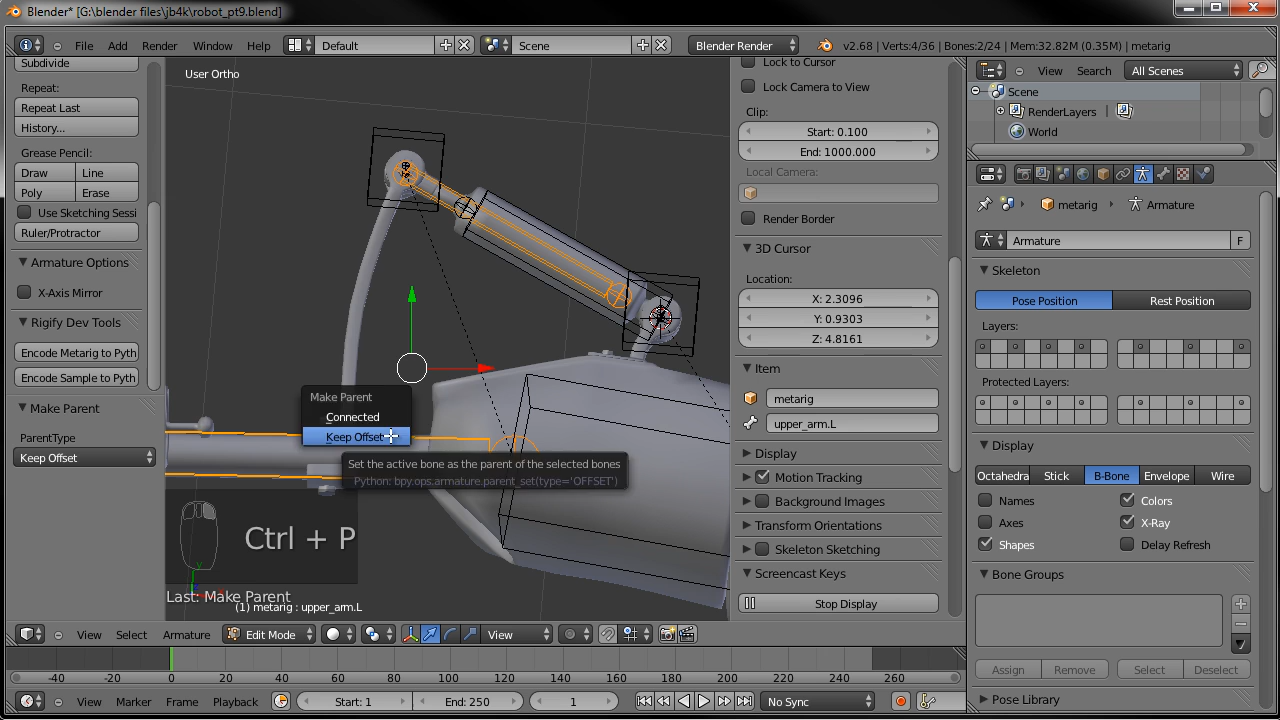 Blender* [G:\blender files\jb4k\robot_pt9.blend]
File Add Render Window Help Default Scene Blender Render v2.68 | Verts:4/36 | Bones:2/24 | Mem:32.82M (0.35M) | metarig
Subdivide
Repeat:
Repeat Last
History...
Grease Pencil:
Draw Line
Poly Erase
Use Sketching Sessi
Ruler/Protractor
Armature Options
X-Axis Mirror
Rigify Dev Tools
Encode Metarig to Pyth
Encode Sample to Pyth
Make Parent
ParentType
Keep Offset
User Ortho
Make Parent
Connected
Keep Offset
Set the active bone as the parent of the selected bones
Python: bpy.ops.armature.parent_set(type='OFFSET')
Ctrl + P
y
Last: Make Parent
(1) metarig : upper_arm.L
Lock to Cursor
Lock Camera to View
Clip:
Start: 0.100
End: 1000.000
Local Camera:
Render Border
3D Cursor
Location:
X: 2.3096
Y: 0.9303
Z: 4.8161
Item
metarig
upper_arm.L
Display
Motion Tracking
Background Images
Transform Orientations
Skeleton Sketching
Screencast Keys
Stop Display
View Search All Scenes
Scene
RenderLayers |
World
metarig Armature
Armature F
Skeleton
Pose Position Rest Position
Layers:
Protected Layers:
Display
Octahedra Stick B-Bone Envelope Wire
Names Colors
Axes X-Ray
Shapes Delay Refresh
Bone Groups
Assign Remove Select Deselect
Pose Library
View Select Armature Edit Mode View
-40 -20 0 20 40 60 80 100 120 140 160 180 200 220 240 260
View Marker Frame Playback Start: 1 End: 250 1 No Sync